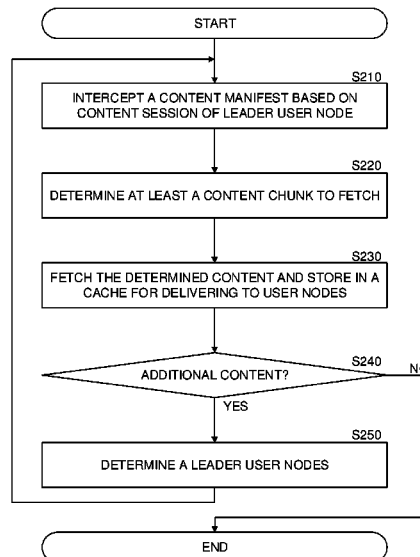 START
S210
INTERCEPT A CONTENT MANIFEST BASED ON
CONTENT SESSION OF LEADER USER NODE
S220
DETERMINE AT LEAST A CONTENT CHUNK TO FETCH
S230
FETCH THE DETERMINED CONTENT AND STORE IN A
CACHE FOR DELIVERING TO USER NODES
S240
ADDITIONAL CONTENT?
YES
S250
DETERMINE A LEADER USER NODES
END